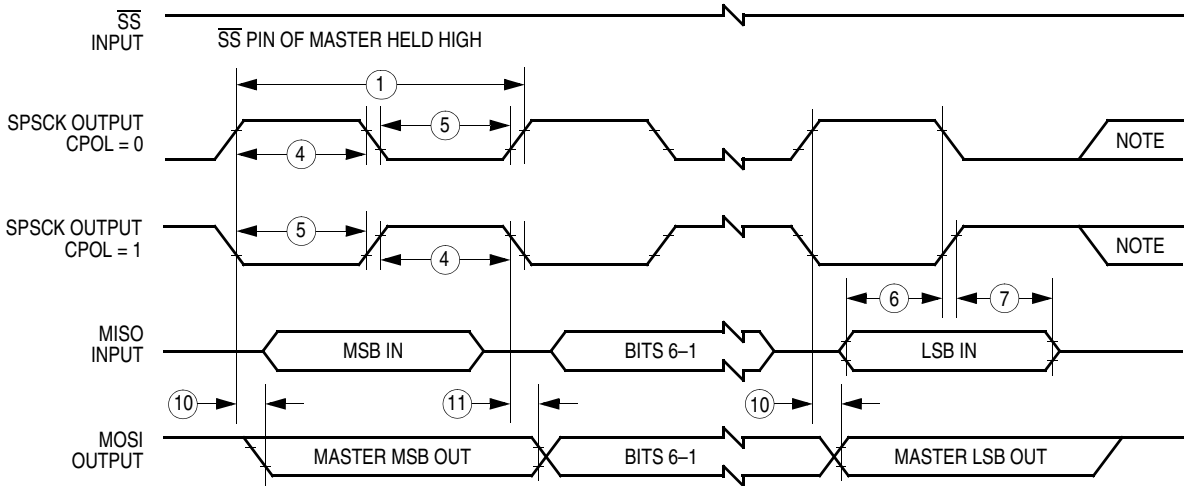 SS
INPUT
SS PIN OF MASTER HELD HIGH
1
SPSCK OUTPUT
CPOL = 0
5
4
NOTE
SPSCK OUTPUT
CPOL = 1
5
4
NOTE
6
7
MISO
INPUT
MSB IN
BITS 6–1
LSB IN
10
11
10
MOSI
OUTPUT
MASTER MSB OUT
BITS 6–1
MASTER LSB OUT